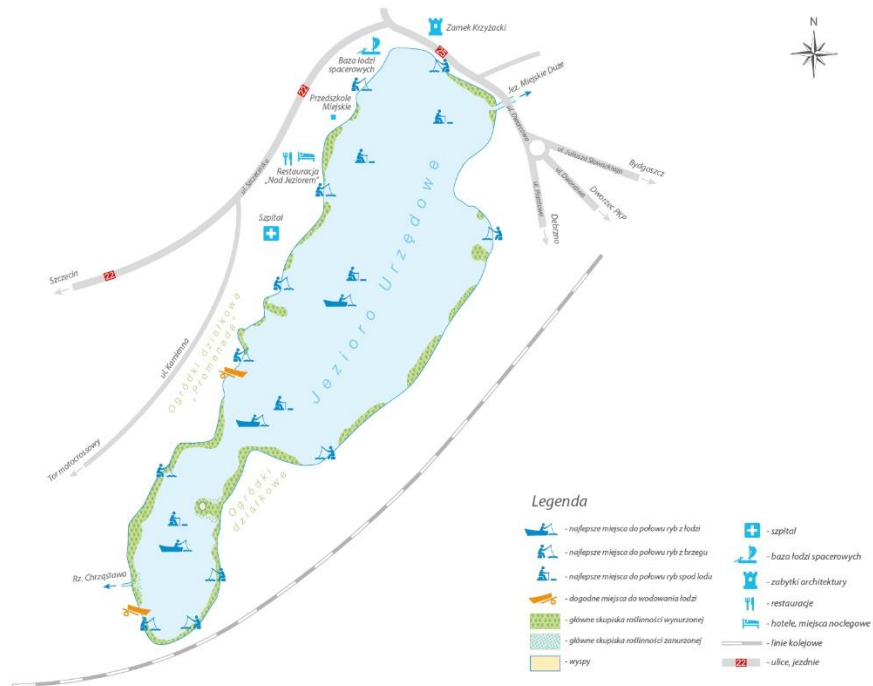 Zamek Krzyżacki
N
Baza łodzi
spacerowych
25
22
Przedszkole
Miejskie
Jez. Miejskie Duże
ul. Dworcowa
ul. Juliusza Słowackiego
Bydgoszcz
ul. Dworcowa
Dworzec PKP
ul. Piastowa
Debrzno
Restauracja
„Nad Jeziorem”
ul. Szczecińska
Szpital
Szczecin
22
ul. Kamienna
Tor motocrossowy
Ogródki działkowe
„Promenada”
Jezioro Urzędowe
Ogródki
działkowe
Rz. Chrząstawa
Legenda
- najlepsze miejsca do połowu ryb z łodzi
- najlepsze miejsca do połowu ryb z brzegu
- najlepsze miejsca do połowu ryb spod lodu
- dogodne miejsca do wodowania łodzi
- główne skupiska roślinności wynurzonej
- główne skupiska roślinności zanurzonej
- wyspy
- szpital
- baza łodzi spacerowych
- zabytki architektury
- restauracje
- hotele, miejsca noclegowe
- linie kolejowe
22 - ulice, jezdnie